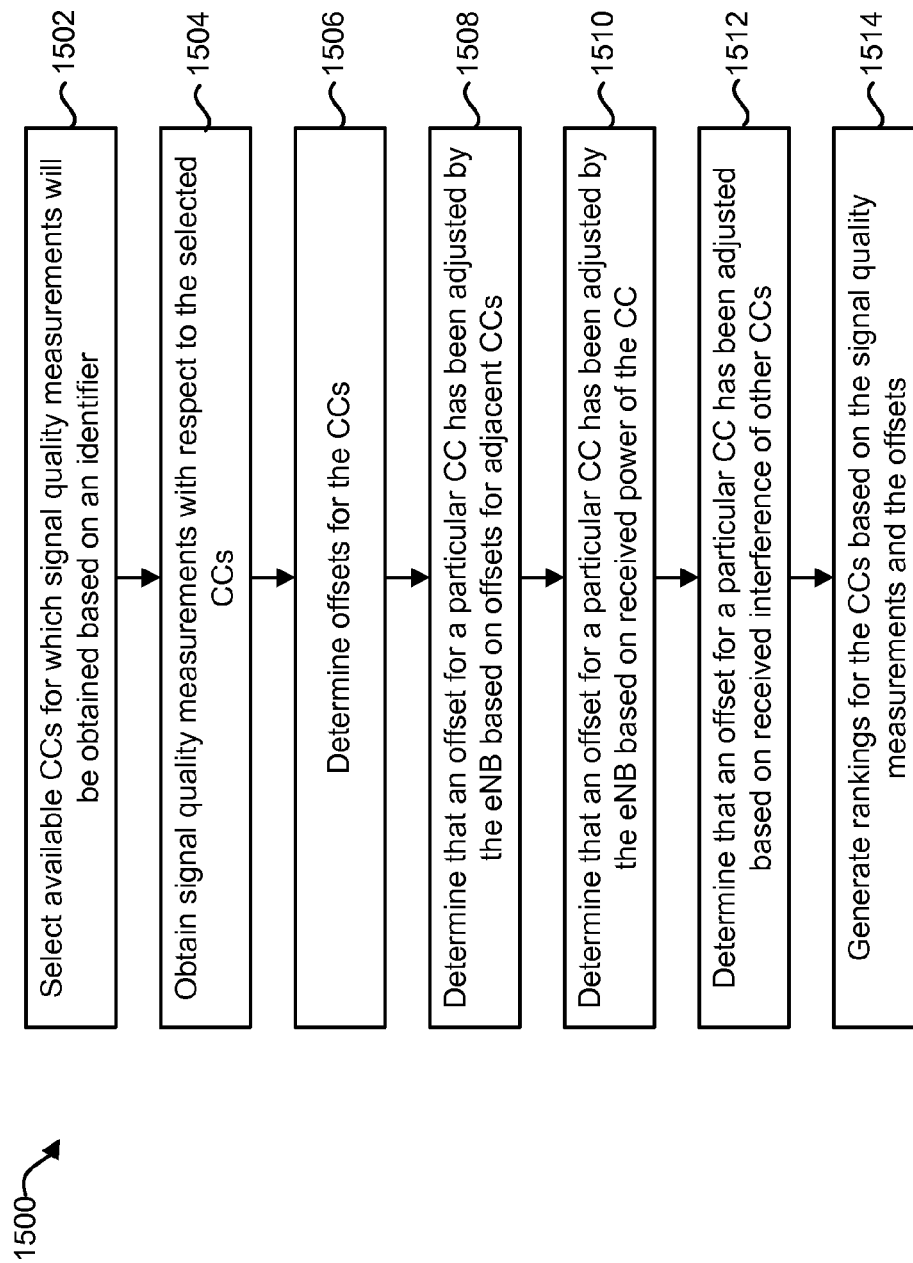 1500
Select available CCs for which signal quality measurements will
be obtained based on an identifier
1502
Obtain signal quality measurements with respect to the selected
CCs
1504
Determine offsets for the CCs
1506
Determine that an offset for a particular CC has been adjusted by
the eNB based on offsets for adjacent CCs
1508
Determine that an offset for a particular CC has been adjusted by
the eNB based on received power of the CC
1510
Determine that an offset for a particular CC has been adjusted
based on received interference of other CCs
1512
Generate rankings for the CCs based on the signal quality
measurements and the offsets
1514